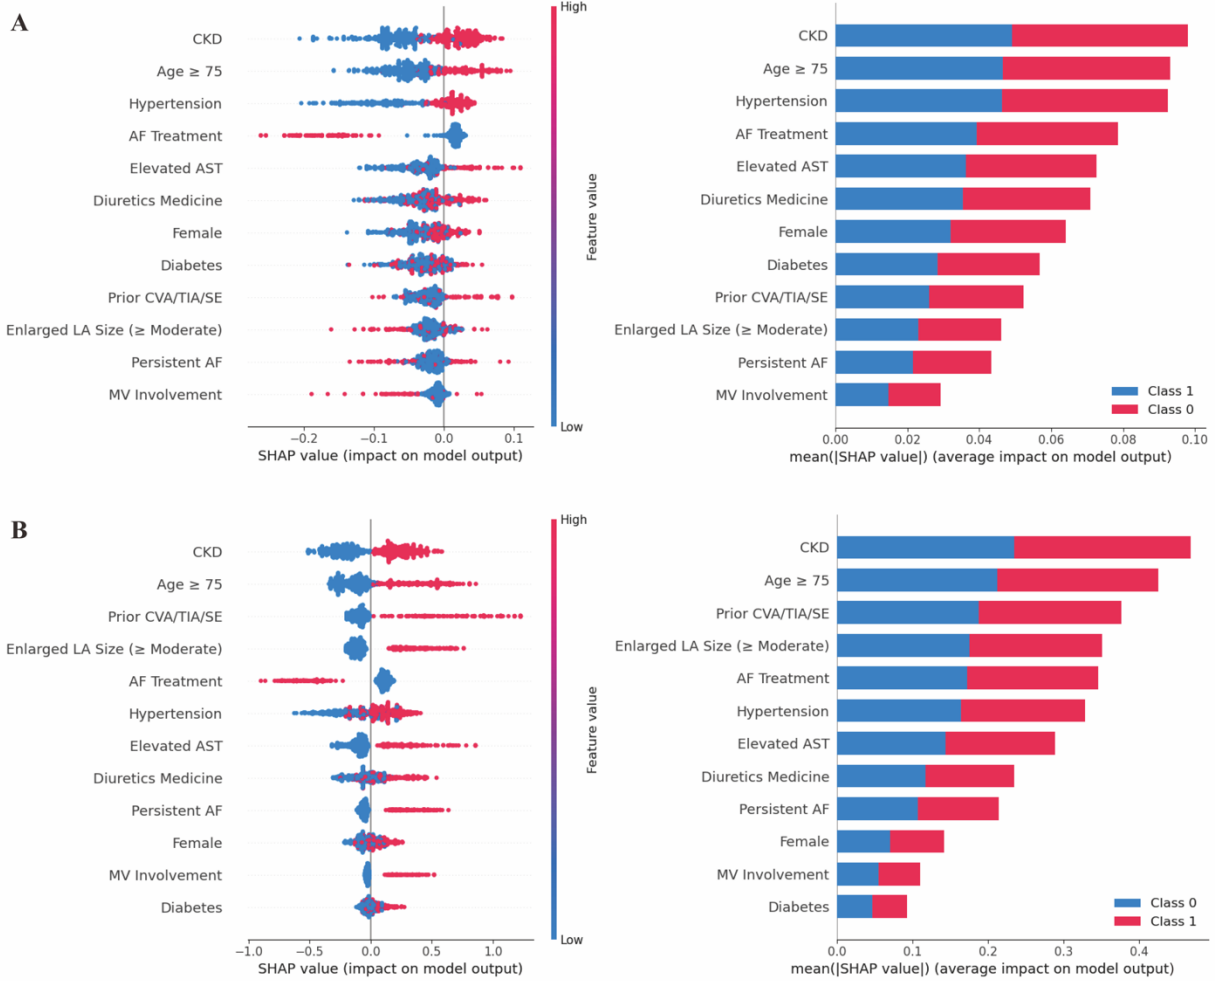 A
CKD
Age ≥ 75
Hypertension
AF Treatment
Elevated AST
Diuretics Medicine
Female
Diabetes
Prior CVA/TIA/SE
Enlarged LA Size (≥ Moderate)
Persistent AF
MV Involvement
−0.2 −0.1 0.0 0.1
SHAP value (impact on model output)
High
Feature value
Low
CKD
Age ≥ 75
Hypertension
AF Treatment
Elevated AST
Diuretics Medicine
Female
Diabetes
Prior CVA/TIA/SE
Enlarged LA Size (≥ Moderate)
Persistent AF
MV Involvement
Class 1
Class 0
0.00 0.02 0.04 0.06 0.08 0.10
mean(|SHAP value|) (average impact on model output)
B
CKD
Age ≥ 75
Prior CVA/TIA/SE
Enlarged LA Size (≥ Moderate)
AF Treatment
Hypertension
Elevated AST
Diuretics Medicine
Persistent AF
Female
MV Involvement
Diabetes
−1.0 −0.5 0.0 0.5 1.0
SHAP value (impact on model output)
High
Feature value
Low
CKD
Age ≥ 75
Prior CVA/TIA/SE
Enlarged LA Size (≥ Moderate)
AF Treatment
Hypertension
Elevated AST
Diuretics Medicine
Persistent AF
Female
MV Involvement
Diabetes
Class 0
Class 1
0.0 0.1 0.2 0.3 0.4
mean(|SHAP value|) (average impact on model output)